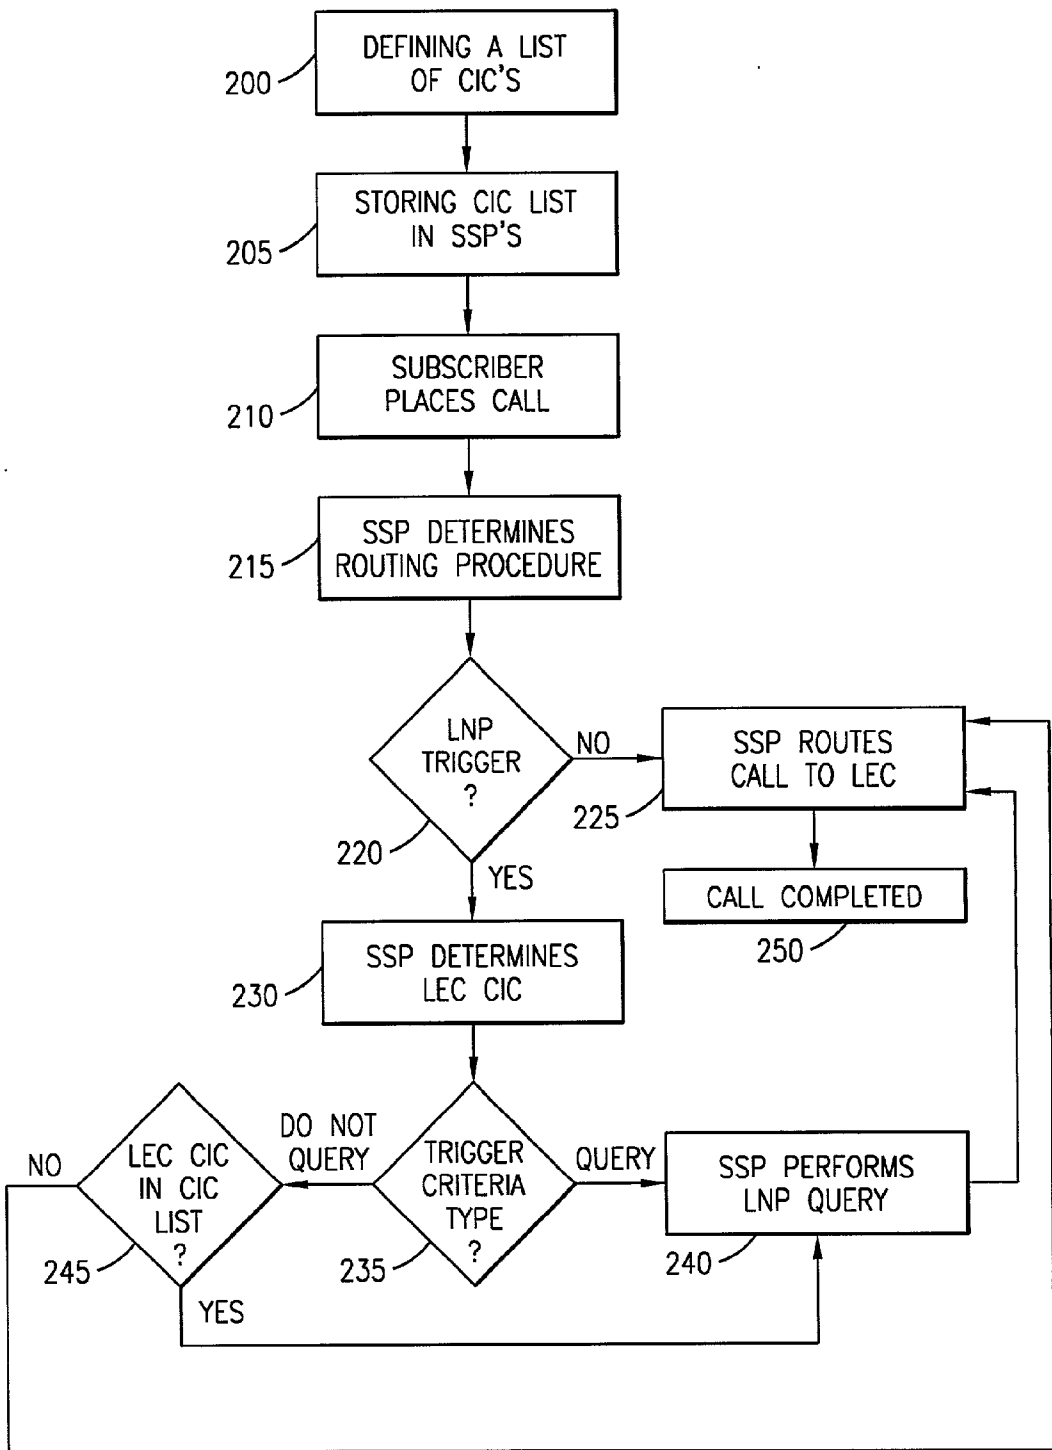 DEFINING A LIST
OF CIC'S
200
STORING CIC LIST
IN SSP'S
205
SUBSCRIBER
PLACES CALL
210
SSP DETERMINES
ROUTING PROCEDURE
215
LNP
TRIGGER
?
220
NO
YES
SSP ROUTES
CALL TO LEC
225
CALL COMPLETED
250
SSP DETERMINES
LEC CIC
230
TRIGGER
CRITERIA
TYPE
?
235
DO NOT
QUERY
QUERY
LEC CIC
IN CIC
LIST
?
245
NO
YES
SSP PERFORMS
LNP QUERY
240